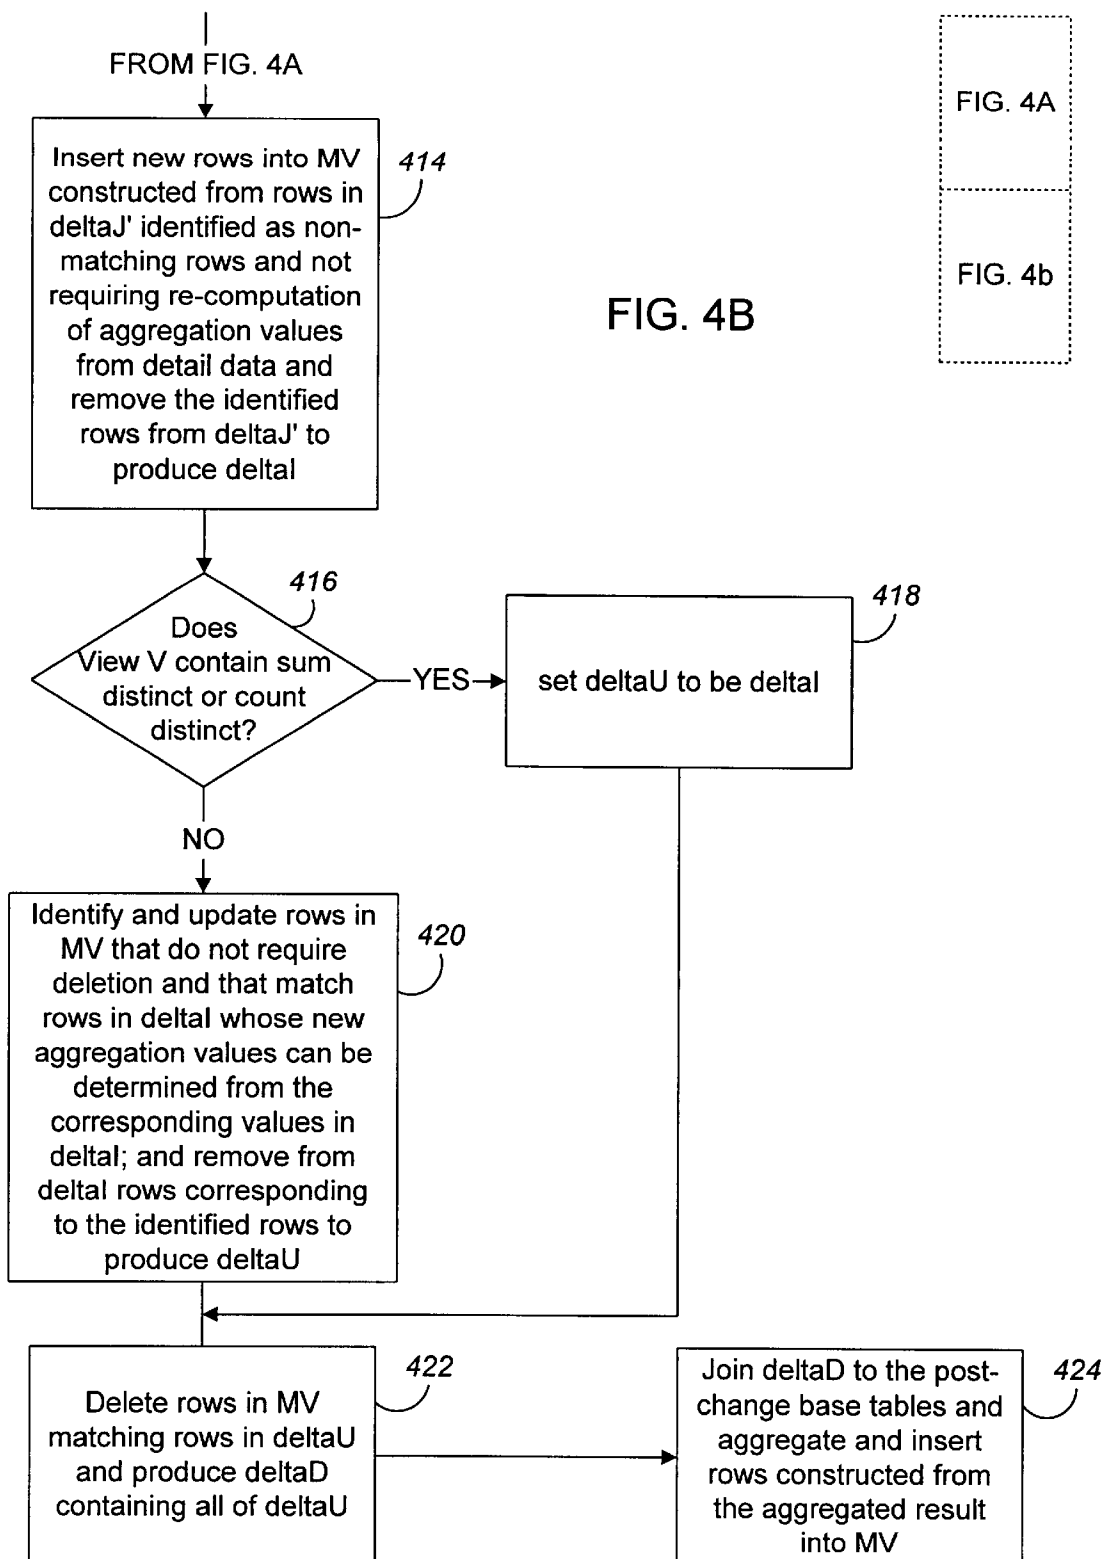 FROM FIG. 4A
FIG. 4A
FIG. 4b
FIG. 4B
Insert new rows into MV
constructed from rows in
deltaJ' identified as non-
matching rows and not
requiring re-computation
of aggregation values
from detail data and
remove the identified
rows from deltaJ' to
produce deltaI
414
Does
View V contain sum
distinct or count
distinct?
416
YES
set deltaU to be deltaI
418
NO
Identify and update rows in
MV that do not require
deletion and that match
rows in deltaI whose new
aggregation values can be
determined from the
corresponding values in
deltaI; and remove from
deltaI rows corresponding
to the identified rows to
produce deltaU
420
Delete rows in MV
matching rows in deltaU
and produce deltaD
containing all of deltaU
422
Join deltaD to the post-
change base tables and
aggregate and insert
rows constructed from
the aggregated result
into MV
424